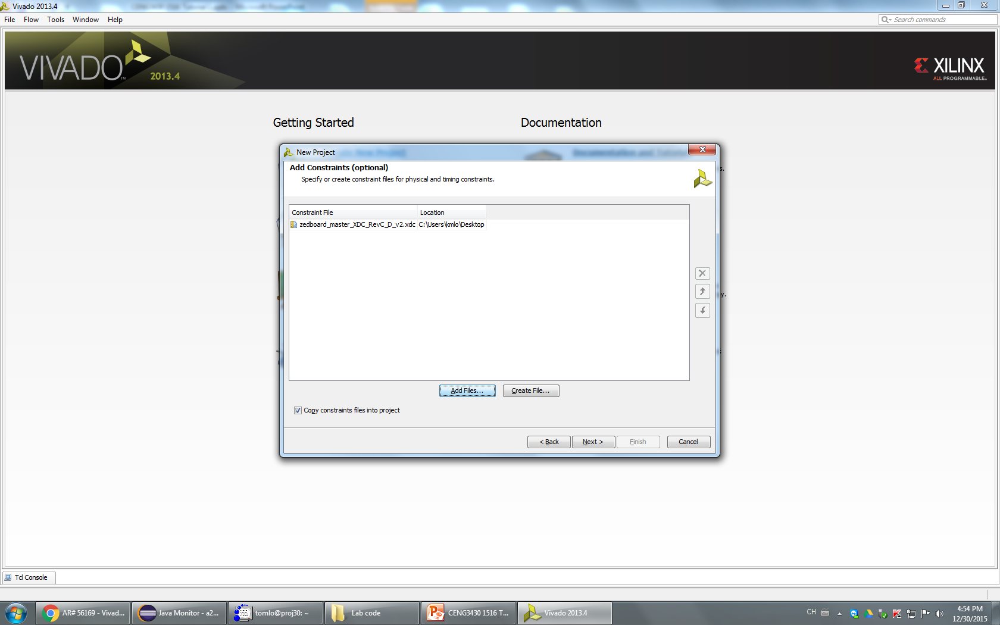 Vivado 2013.4
File Flow Tools Window Help
Search commands
VIVADO™
2013.4
XILINX
ALL PROGRAMMABLE™
Getting Started
Documentation
New Project
Add Constraints (optional)
Specify or create constraint files for physical and timing constraints.
s.
Constraint File Location
zedboard_master_XDC_RevC_D_v2.xdc C:\Users\kmlo\Desktop
y.
Add Files... Create File...
Copy constraints files into project
< Back Next > Finish Cancel
Tcl Console
AR# 56169 - Vivad... Java Monitor - a2... tomlo@proj30: ~ Lab code CENG3430 1516 T... Vivado 2013.4
CH
4:54 PM
12/30/2015